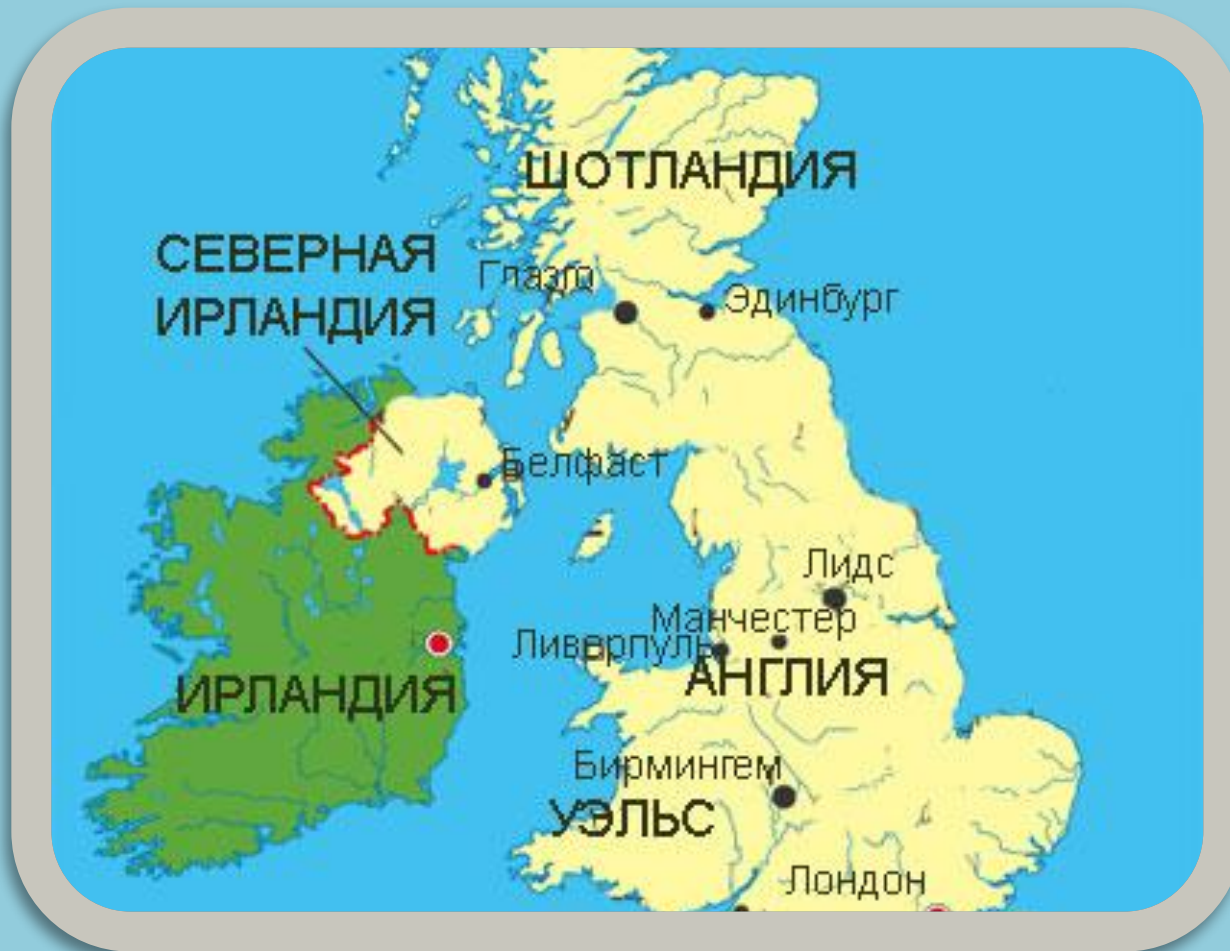 ШОТЛАНДИЯ
СЕВЕРНАЯ
ИРЛАНДИЯ
Глазго
Эдинбург
Белфаст
Лидс
Манчестер
Ливерпуль
АНГЛИЯ
ИРЛАНДИЯ
Бирмингем
УЭЛЬС
Лондон